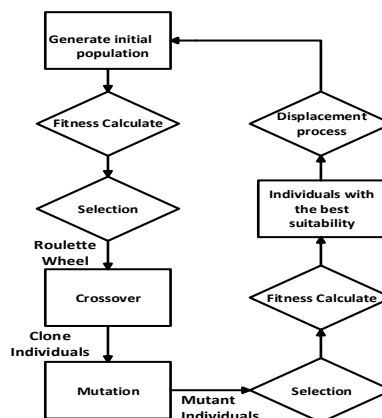 Generate initial
population
Fitness Calculate
Selection
Roulette
Wheel
Crossover
Clone
Individuals
Mutation
Mutant
Individuals
Selection
Fitness Calculate
Individuals with
the best
suitability
Displacement
process